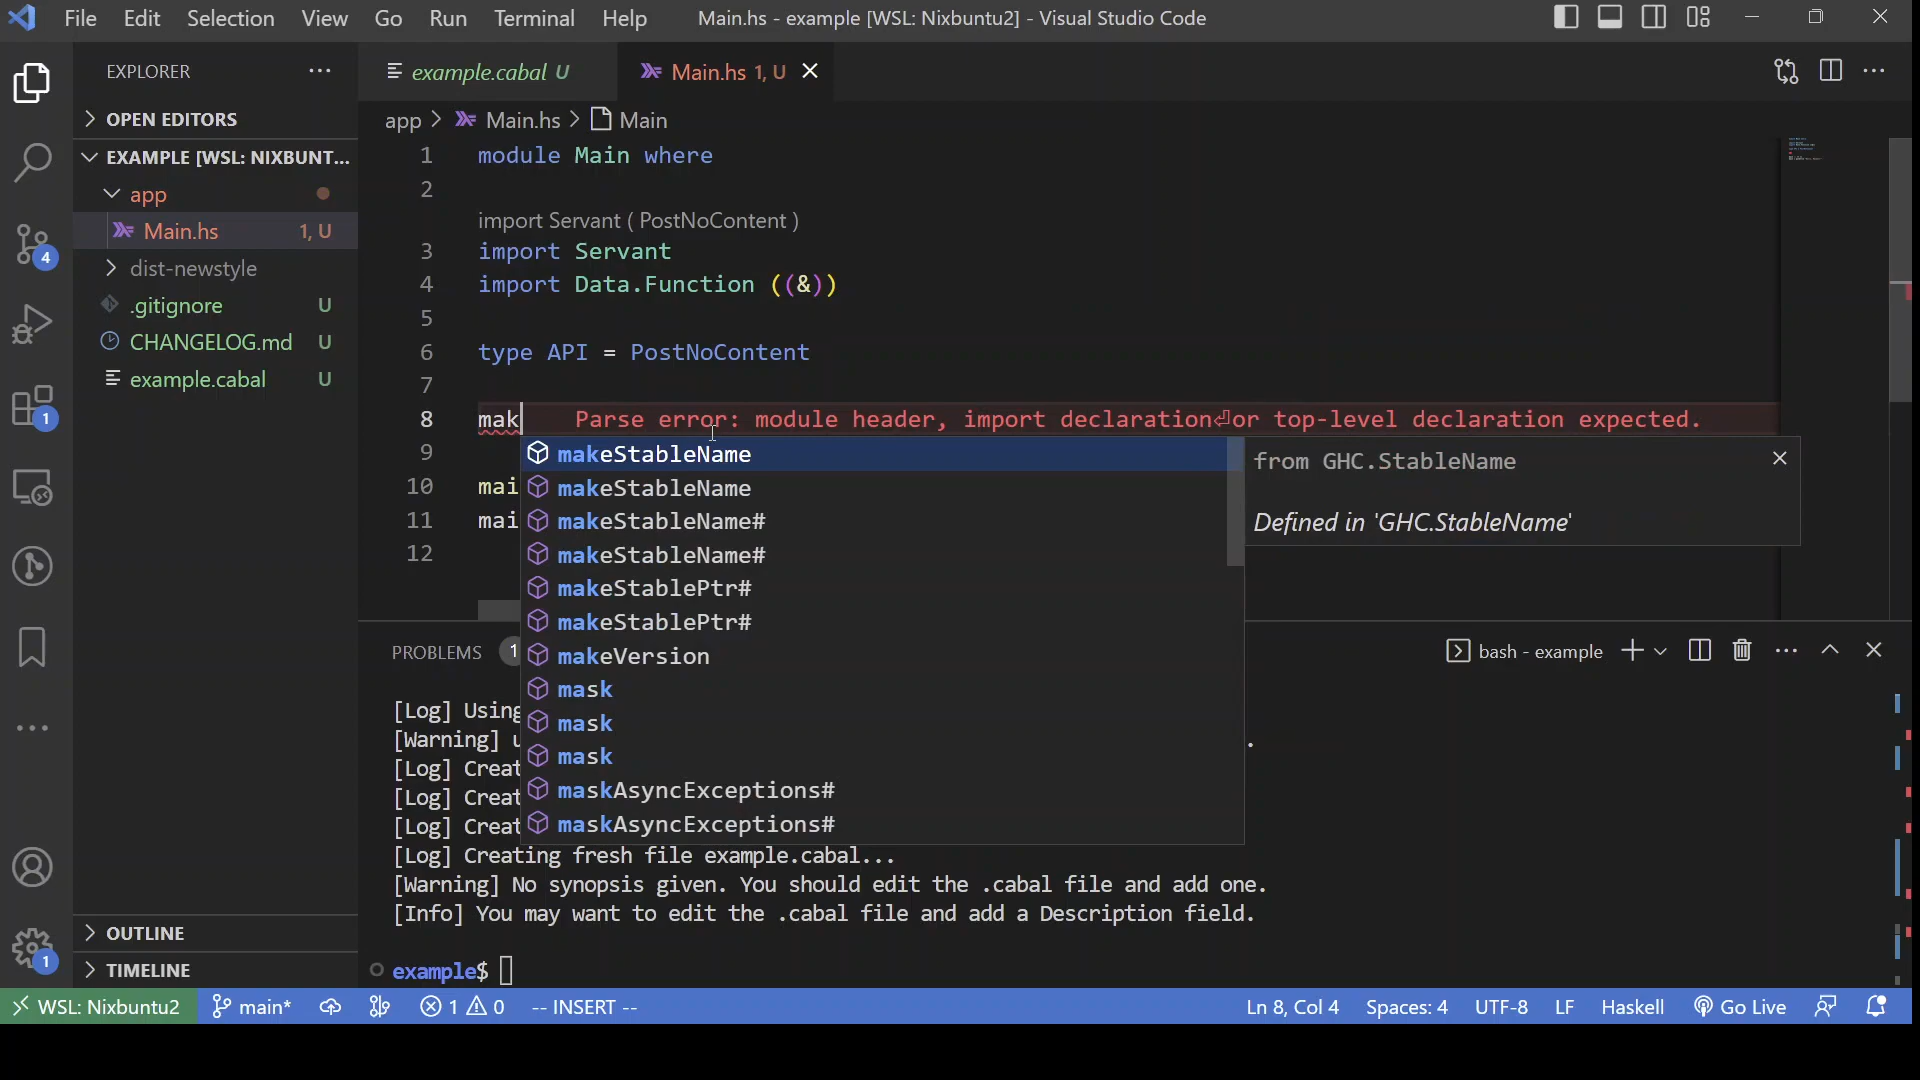 File Edit Selection View Go Run Terminal Help Main.hs - example [WSL: Nixbuntu2] - Visual Studio Code
EXPLORER
example.cabal U
Main.hs 1, U
OPEN EDITORS
app > Main.hs > Main
EXAMPLE [WSL: NIXBUNT...
app
Main.hs 1, U
dist-newstyle
.gitignore U
CHANGELOG.md U
example.cabal U
1 module Main where
2
import Servant ( PostNoContent )
3 import Servant
4 import Data.Function ((&))
5
6 type API = PostNoContent
7
8 mak Parse error: module header, import declaration⏎or top-level declaration expected.
9
10 mai
11 mai
12
makeStableName
makeStableName
makeStableName#
makeStableName#
makeStablePtr#
makeStablePtr#
makeVersion
mask
mask
mask
maskAsyncExceptions#
maskAsyncExceptions#
from GHC.StableName
Defined in 'GHC.StableName'
PROBLEMS 1
bash - example
[Log] Using
[Warning] u .
[Log] Creat
[Log] Creat
[Log] Creat
[Log] Creating fresh file example.cabal...
[Warning] No synopsis given. You should edit the .cabal file and add one.
[Info] You may want to edit the .cabal file and add a Description field.
example$
4
1
1
OUTLINE
TIMELINE
WSL: Nixbuntu2 main* 1 0 -- INSERT -- Ln 8, Col 4 Spaces: 4 UTF-8 LF Haskell Go Live